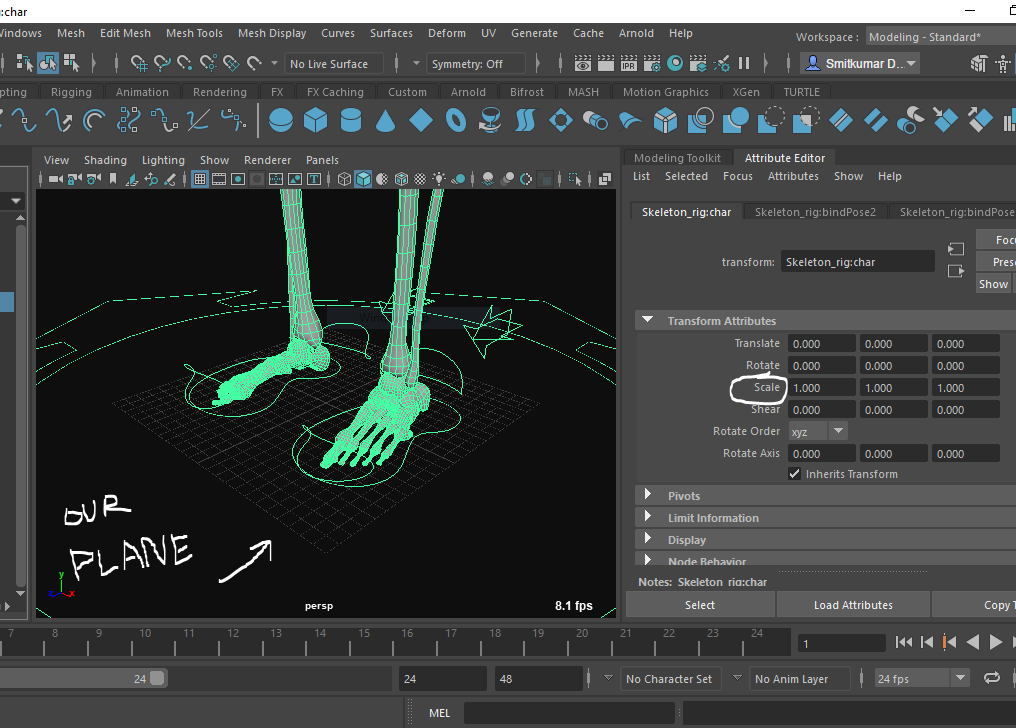 :char
Windows Mesh Edit Mesh Mesh Tools Mesh Display Curves Surfaces Deform UV Generate Cache Arnold Help
Workspace : Modeling - Standard*
No Live Surface Symmetry: Off IPR Smitkumar D...
pting Rigging Animation Rendering FX FX Caching Custom Arnold Bifrost MASH Motion Graphics XGen TURTLE
View Shading Lighting Show Renderer Panels
Modeling Toolkit Attribute Editor
List Selected Focus Attributes Show Help
Skeleton_rig:char Skeleton_rig:bindPose2 Skeleton_rig:bindPose
transform: Skeleton_rig:char
Focu
Prese
Show
Transform Attributes
Translate 0.000 0.000 0.000
Rotate 0.000 0.000 0.000
Scale 1.000 1.000 1.000
Shear 0.000 0.000 0.000
Rotate Order xyz
Rotate Axis 0.000 0.000 0.000
Inherits Transform
Pivots
Limit Information
Display
Node Behavior
Notes: Skeleton_rig:char
Select Load Attributes Copy T
OUR
PLANE
y
z x
persp 8.1 fps
7 8 9 10 11 12 13 14 15 16 17 18 19 20 21 22 23 24 1
24 24 48 No Character Set No Anim Layer 24 fps
MEL